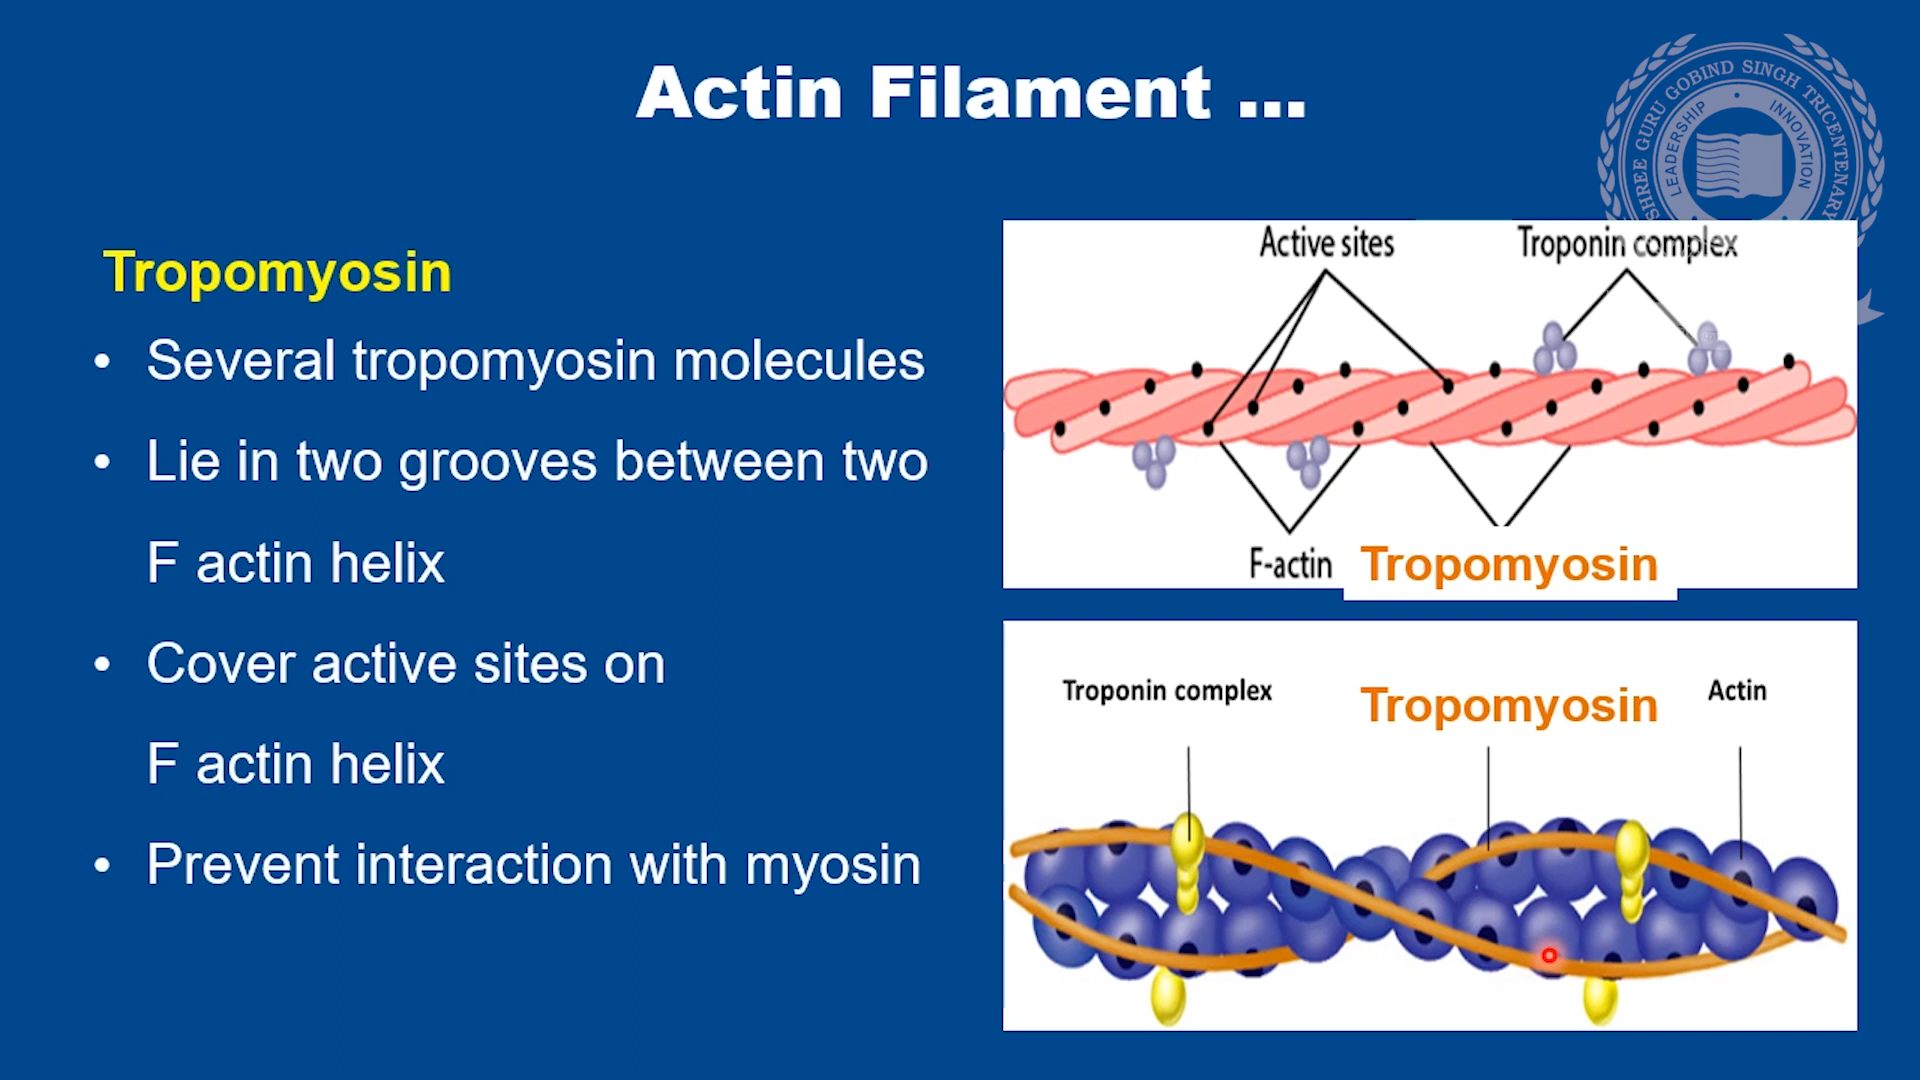 Actin Filament ...
SHREE GURU GOBIND SINGH TRICENTENARY
LEADERSHIP
INNOVATION
Tropomyosin
• Several tropomyosin molecules
• Lie in two grooves between two
F actin helix
• Cover active sites on
F actin helix
• Prevent interaction with myosin
Active sites
Troponin complex
F-actin
Tropomyosin
Troponin complex
Tropomyosin
Actin